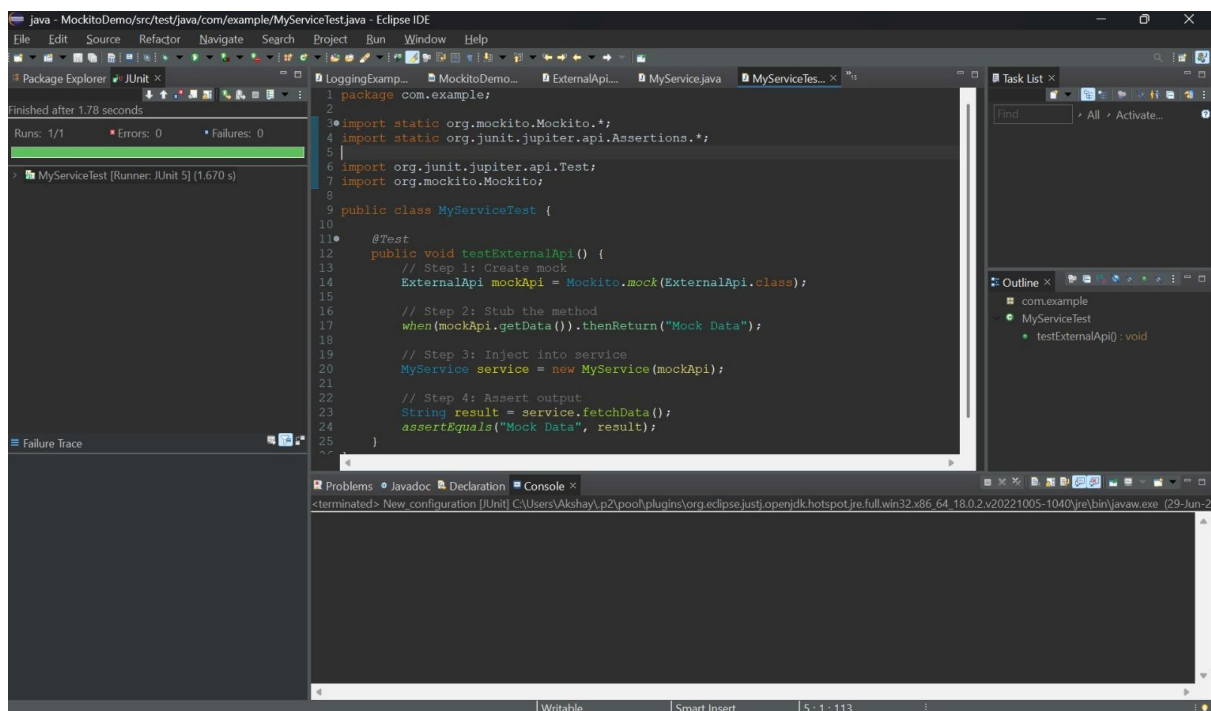 java - MockitoDemo/src/test/java/com/example/MyServiceTest.java - Eclipse IDE
File Edit Source Refactor Navigate Search Project Run Window Help
Package Explorer JUnit
Finished after 1.78 seconds
Runs: 1/1 Errors: 0 Failures: 0
MyServiceTest [Runner: JUnit 5] (1.670 s)
Failure Trace
LoggingExamp... MockitoDemo... ExternalApi.... MyService.java MyServiceTes... "15
1 package com.example;
2
3 import static org.mockito.Mockito.*;
4 import static org.junit.jupiter.api.Assertions.*;
5
6 import org.junit.jupiter.api.Test;
7 import org.mockito.Mockito;
8
9 public class MyServiceTest {
10
11 @Test
12 public void testExternalApi() {
13 // Step 1: Create mock
14 ExternalApi mockApi = Mockito.mock(ExternalApi.class);
15
16 // Step 2: Stub the method
17 when(mockApi.getData()).thenReturn("Mock Data");
18
19 // Step 3: Inject into service
20 MyService service = new MyService(mockApi);
21
22 // Step 4: Assert output
23 String result = service.fetchData();
24 assertEquals("Mock Data", result);
25 }
Task List
Find All Activate...
Outline
com.example
MyServiceTest
testExternalApi() : void
Problems Javadoc Declaration Console
<terminated> New_configuration [JUnit] C:\Users\Akshay\.p2\pool\plugins\org.eclipse.justj.openjdk.hotspot.jre.full.win32.x86_64_18.0.2.v20221005-1040\jre\bin\javaw.exe (29-Jun-2
Writable Smart Insert 5 : 1 : 113